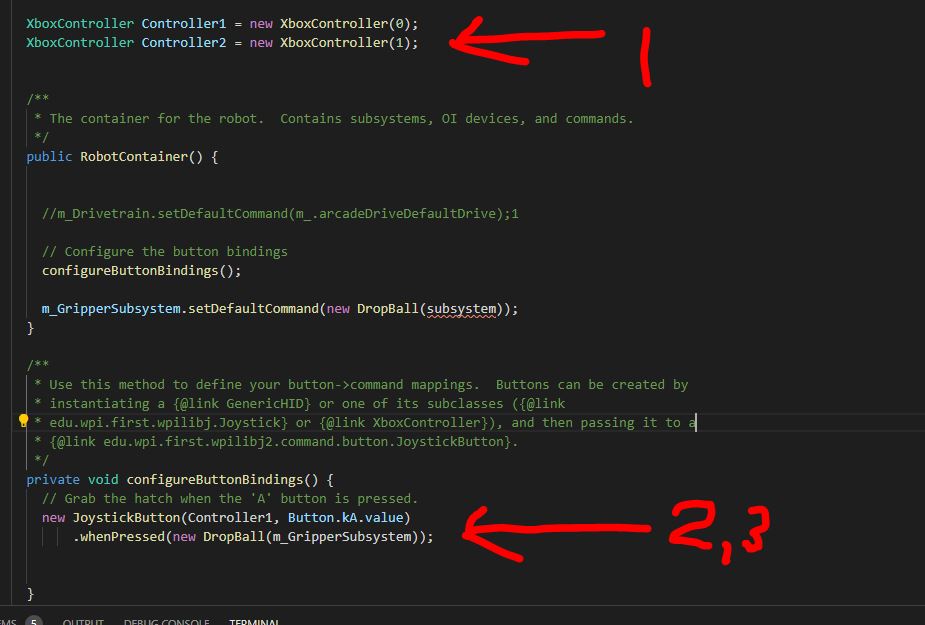 XboxController Controller1 = new XboxController(0);
XboxController Controller2 = new XboxController(1);
1
/**
* The container for the robot.  Contains subsystems, OI devices, and commands.
*/
public RobotContainer() {
//m_Drivetrain.setDefaultCommand(m_.arcadeDriveDefaultDrive);1
// Configure the button bindings
configureButtonBindings();
m_GripperSubsystem.setDefaultCommand(new DropBall(subsystem));
}
/**
* Use this method to define your button->command mappings.  Buttons can be created by
* instantiating a {@link GenericHID} or one of its subclasses ({@link
* edu.wpi.first.wpilibj.Joystick} or {@link XboxController}), and then passing it to a
* {@link edu.wpi.first.wpilibj2.command.button.JoystickButton}.
*/
private void configureButtonBindings() {
// Grab the hatch when the 'A' button is pressed.
new JoystickButton(Controller1, Button.kA.value)
.whenPressed(new DropBall(m_GripperSubsystem));
2,3
}
EMS 5 OUTPUT DEBUG CONSOLE TERMINAL